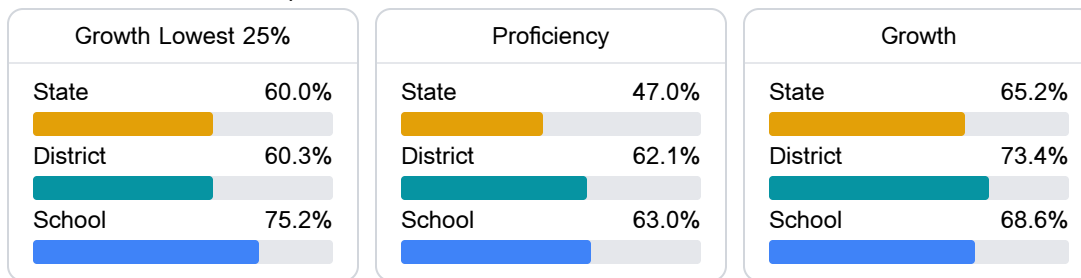 Growth Lowest 25%
State 60.0%
District 60.3%
School 75.2%
Proficiency
State 47.0%
District 62.1%
School 63.0%
Growth
State 65.2%
District 73.4%
School 68.6%